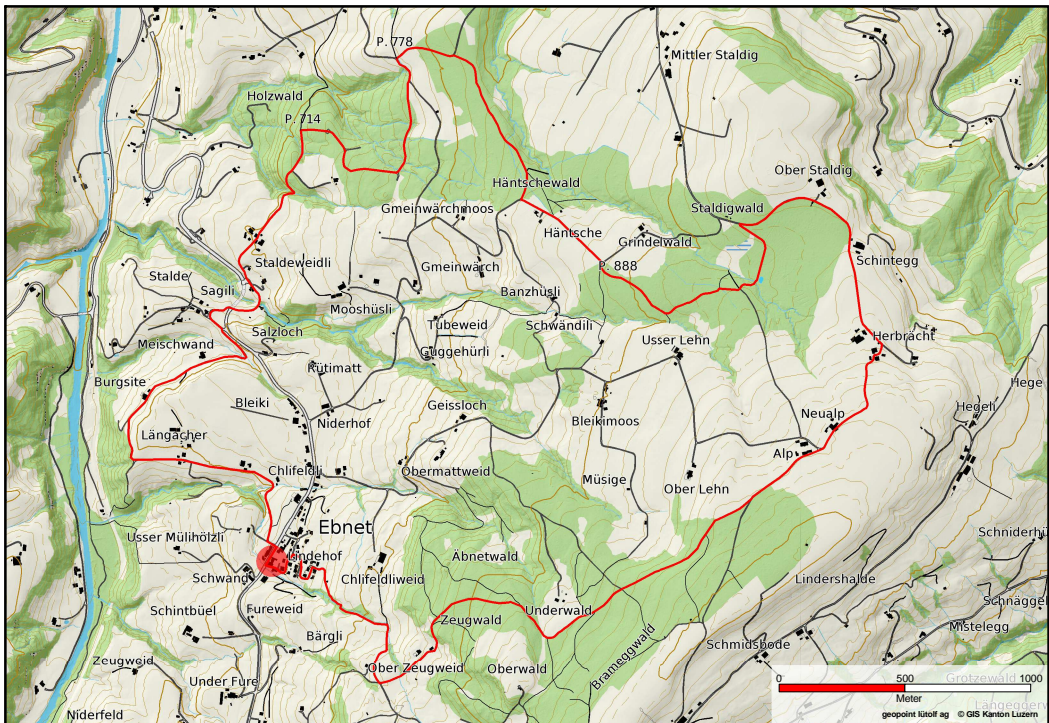 P. 778
Mittler Staldig
Holzwald
P. 714
Ober Staldig
Häntschewald
Staldigwald
Gmeinwärchmoos
Häntsche
Grindelwald
Schintegg
Staldeweidli
Gmeinwärch
P. 888
Stalde
Sagili
Banzhüsli
Mooshüsli
Salzloch
Tubeweid
Schwändili
Herbrächt
Meischwand
Usser Lehn
Guggehürli
Rütimatt
Burgsite
Hege
Bleiki
Geissloch
Hegeli
Niderhof
Bleikimoos
Neualp
Längacher
Alp
Chlifeldli
Obermattweid
Müsige
Ober Lehn
Ebnet
Usser Mülihölzli
Schniderhü
Lindehof
Äbnetwald
Schwand
Chlifeldliweid
Lindershalde
Schnäggel
Schintbüel
Fureweid
Underwald
Zeugwald
Mistelegg
Bärgli
Schmidsbode
Brameggwald
Zeugweid
Ober Zeugweid
Oberwald
Under Fure
Grotzewald
0 500 1000
Meter
Niderfeld
Längeggerw
geopoint lütolf ag © GIS Kanton Luzern